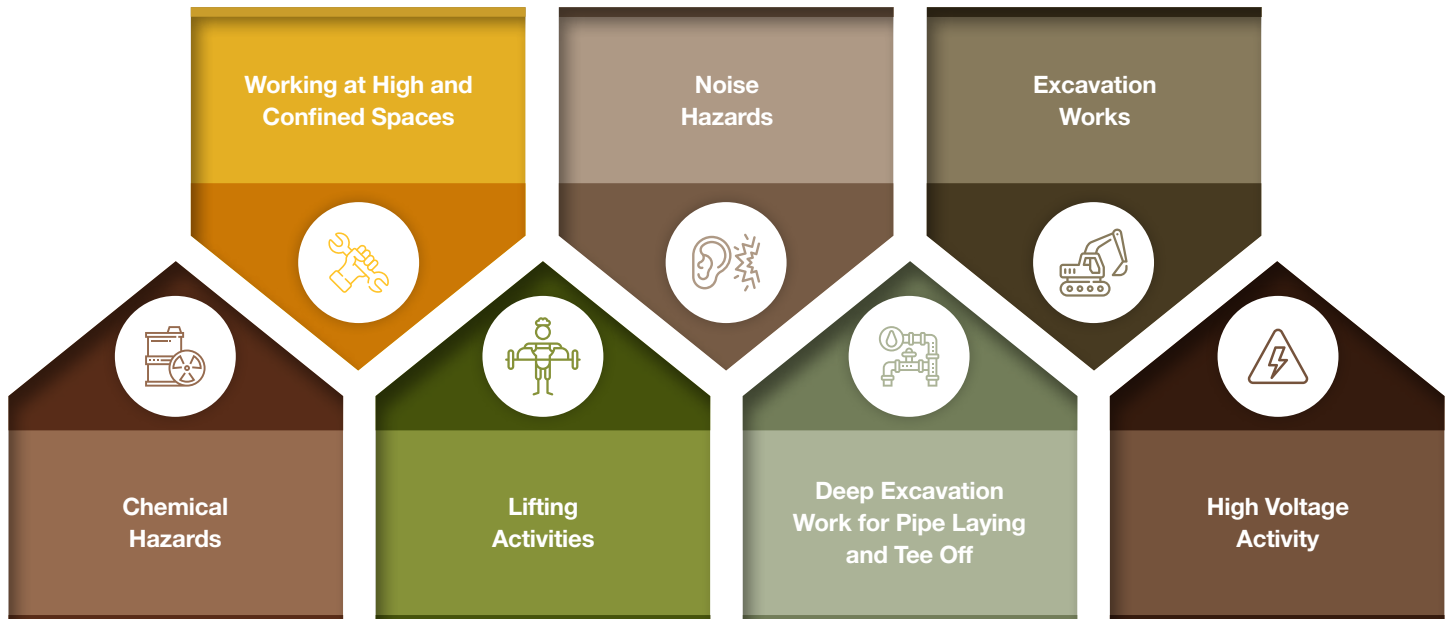 Working at High and
Confined Spaces
Noise
Hazards
Excavation
Works
Chemical
Hazards
Lifting
Activities
Deep Excavation
Work for Pipe Laying
and Tee Off
High Voltage
Activity